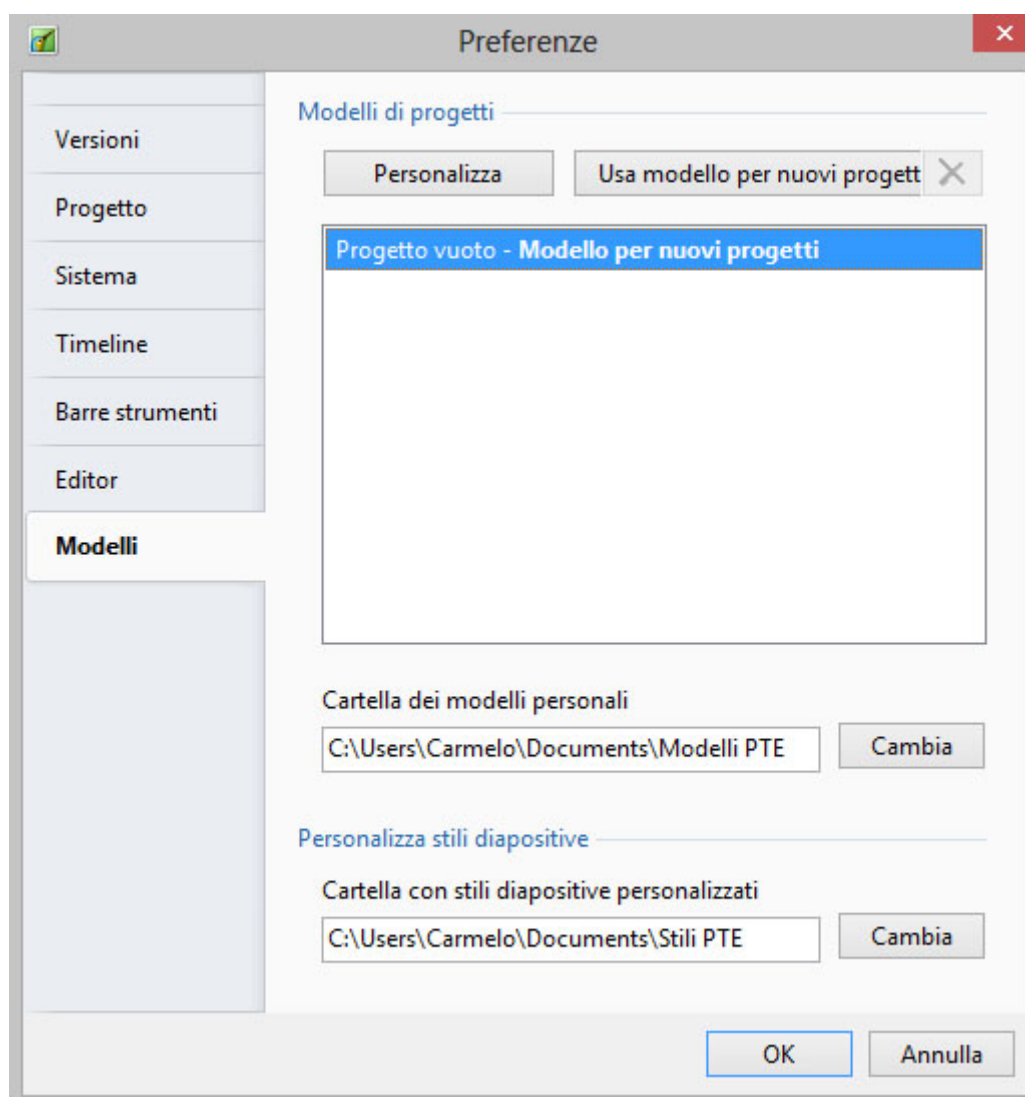 Preferenze
Versioni
Progetto
Sistema
Timeline
Barre strumenti
Editor
Modelli
Modelli di progetti
Personalizza
Usa modello per nuovi progett
Progetto vuoto - Modello per nuovi progetti
Cartella dei modelli personali
C:\Users\Carmelo\Documents\Modelli PTE
Cambia
Personalizza stili diapositive
Cartella con stili diapositive personalizzati
C:\Users\Carmelo\Documents\Stili PTE
Cambia
OK
Annulla